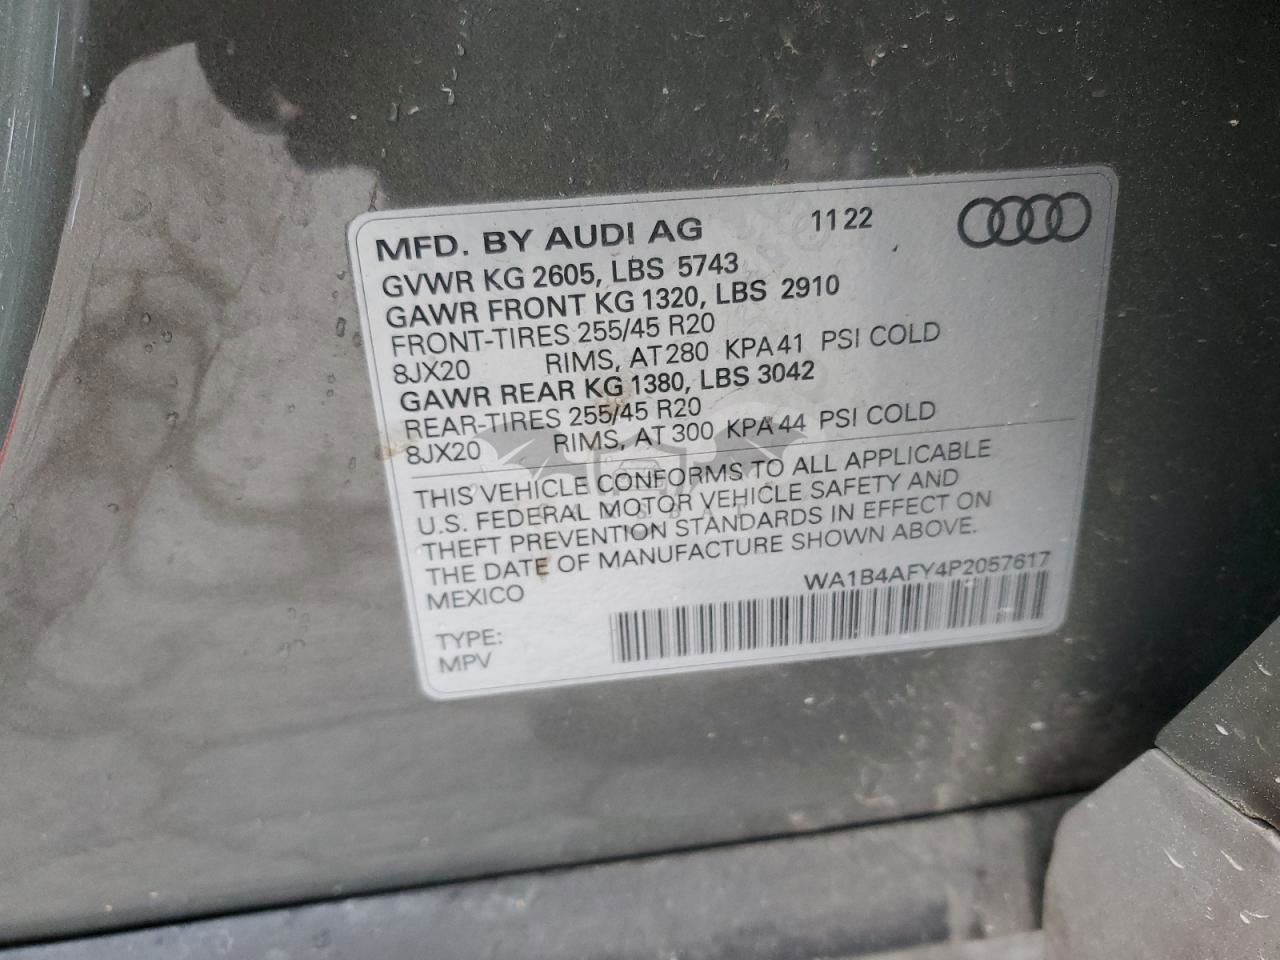 MFD. BY AUDI AG 11 22
GVWR KG 2605, LBS 5743
GAWR FRONT KG 1320, LBS 2910
FRONT-TIRES 255/45 R20
8JX20 RIMS, AT 280 KPA 41 PSI COLD
GAWR REAR KG 1380, LBS 3042
REAR-TIRES 255/45 R20
8JX20 RIMS, AT 300 KPA 44 PSI COLD
THIS VEHICLE CONFORMS TO ALL APPLICABLE
U.S. FEDERAL MOTOR VEHICLE SAFETY AND
THEFT PREVENTION STANDARDS IN EFFECT ON
THE DATE OF MANUFACTURE SHOWN ABOVE.
MEXICO WA1B4AFY4P2057617
TYPE:
MPV